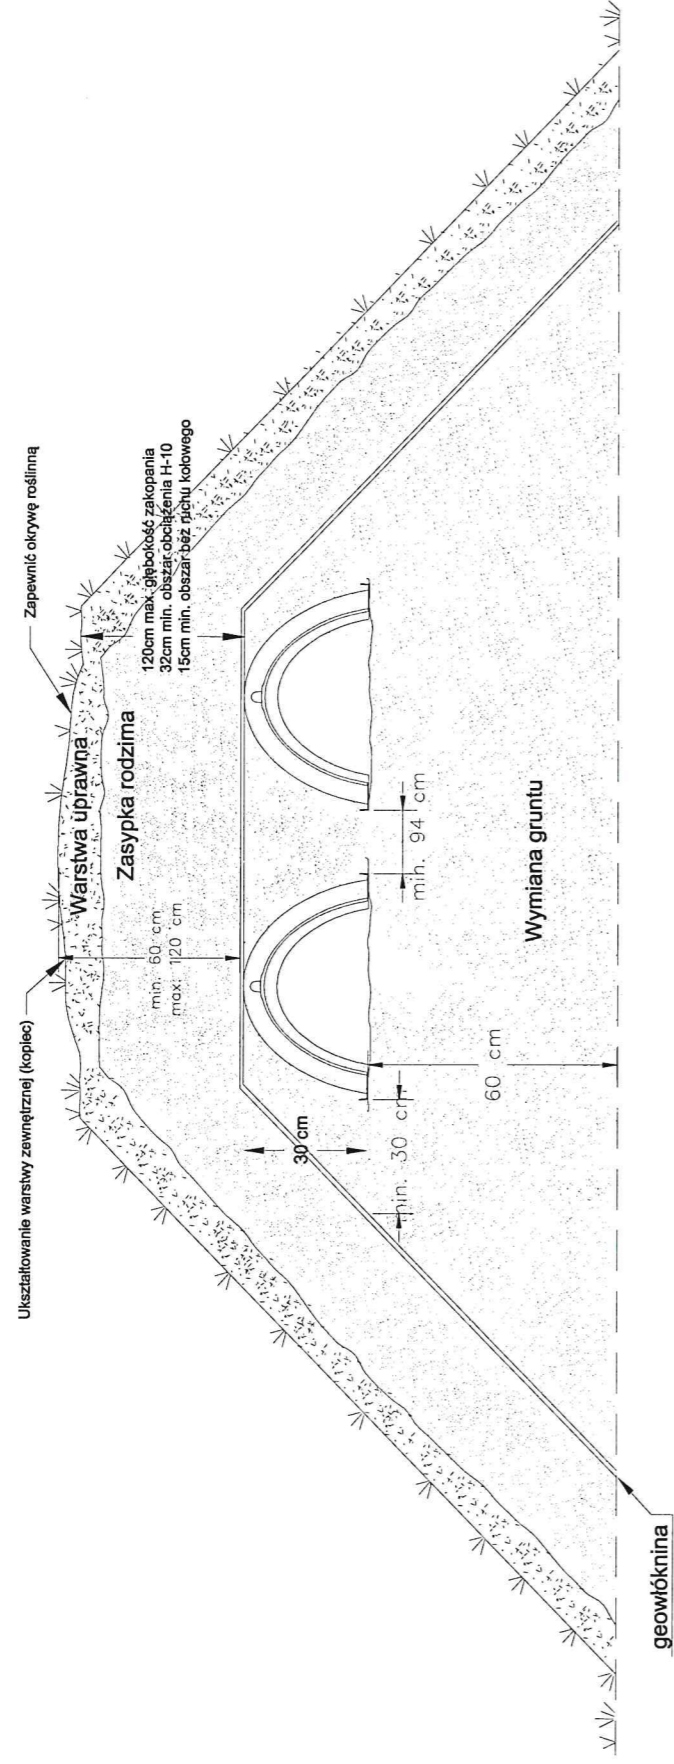 Ukształtowanie warstwy zewnętrznej (kopiec)
Zapewnić okrywę roślinną
Warstwa uprawna
Zasypka rodzima
min. 60 cm
max. 120 cm
120cm max. głębokość zakopania
32cm min. obszar obciążenia H-10
15cm min. obszar bez ruchu kołowego
30 cm
min. 30 cm
min. 94 cm
60 cm
Wymiana gruntu
geowłóknina